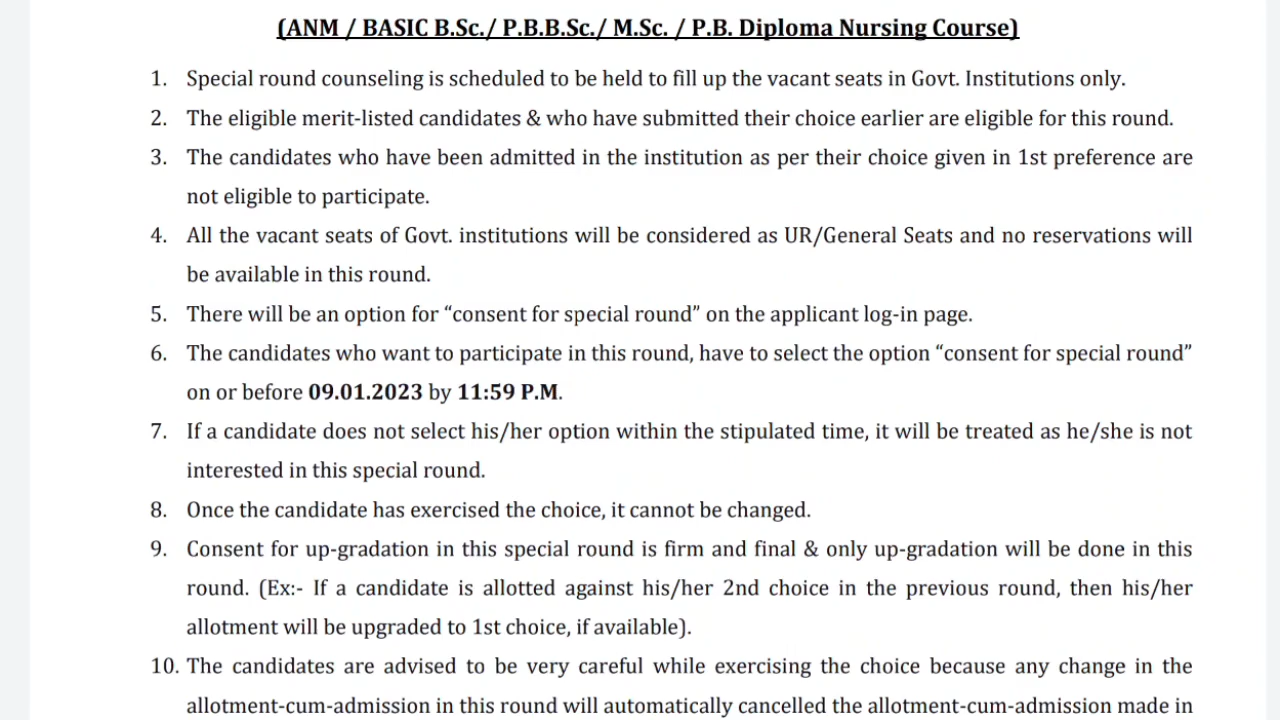 (ANM / BASIC B.Sc./ P.B.B.Sc./ M.Sc. / P.B. Diploma Nursing Course)
1. Special round counseling is scheduled to be held to fill up the vacant seats in Govt. Institutions only.
2. The eligible merit-listed candidates & who have submitted their choice earlier are eligible for this round.
3. The candidates who have been admitted in the institution as per their choice given in 1st preference are
not eligible to participate.
4. All the vacant seats of Govt. institutions will be considered as UR/General Seats and no reservations will
be available in this round.
5. There will be an option for “consent for special round” on the applicant log-in page.
6. The candidates who want to participate in this round, have to select the option “consent for special round”
on or before 09.01.2023 by 11:59 P.M.
7. If a candidate does not select his/her option within the stipulated time, it will be treated as he/she is not
interested in this special round.
8. Once the candidate has exercised the choice, it cannot be changed.
9. Consent for up-gradation in this special round is firm and final & only up-gradation will be done in this
round. (Ex:- If a candidate is allotted against his/her 2nd choice in the previous round, then his/her
allotment will be upgraded to 1st choice, if available).
10. The candidates are advised to be very careful while exercising the choice because any change in the
allotment-cum-admission in this round will automatically cancelled the allotment-cum-admission made in